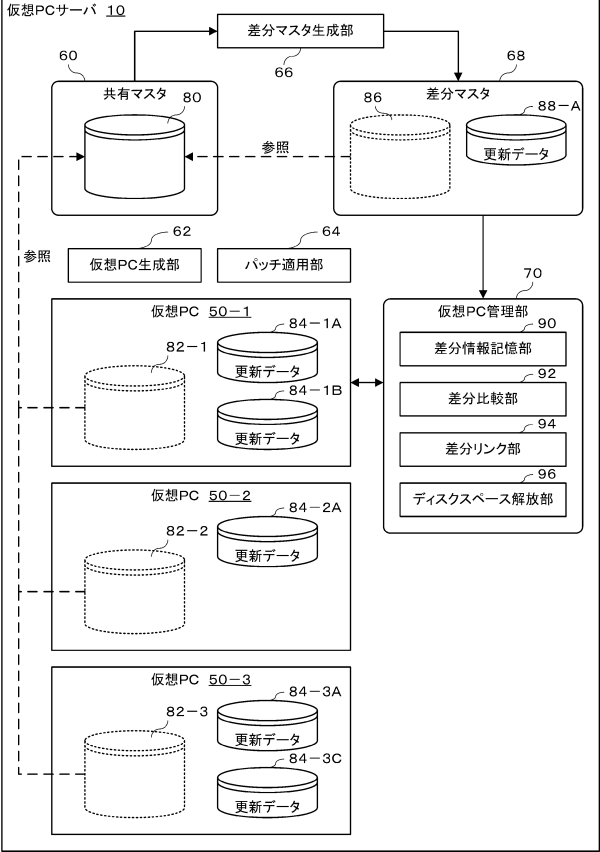 仮想PCサーバ 10
差分マスタ生成部
66
60
共有マスタ
80
68
差分マスタ
86
88-A
更新データ
参照
参照
62
仮想PC生成部
64
パッチ適用部
70
仮想PC管理部
90
差分情報記憶部
92
差分比較部
94
差分リンク部
96
ディスクスペース解放部
仮想PC 50-1
82-1
84-1A
更新データ
84-1B
更新データ
仮想PC 50-2
82-2
84-2A
更新データ
仮想PC 50-3
82-3
84-3A
更新データ
84-3C
更新データ